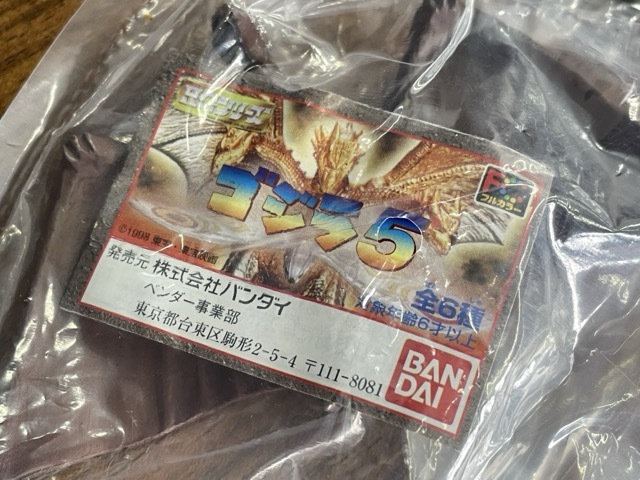 HGシリーズ
ゴジラ5
フルカラー
©1998 東宝
全6種
対象年齢6才以上
発売元 株式会社バンダイ
ベンダー事業部
東京都台東区駒形2-5-4 〒111-8081
BAN
DAI